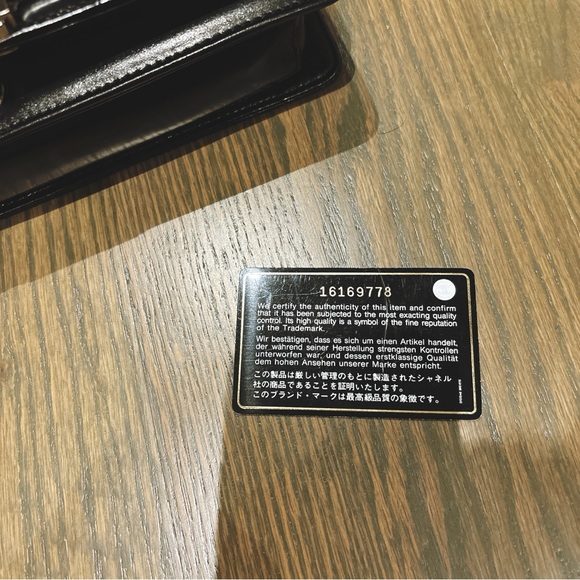 16169778
We certify the authenticity of this item and confirm
that it has been subjected to the most exacting quality
control. Its high quality is a symbol of the fine reputation
of the Trademark.
Wir bestätigen, dass es sich um einen Artikel handelt,
der während seiner Herstellung strengsten Kontrollen
unterworfen war, und dessen erstklassige Qualität
dem hohen Ansehen unserer Marke entspricht.
この製品は厳しい管理のもとに製造されたシャネル
社の商品であることを証明いたします。
このブランド・マークは最高級品質の象徴です。